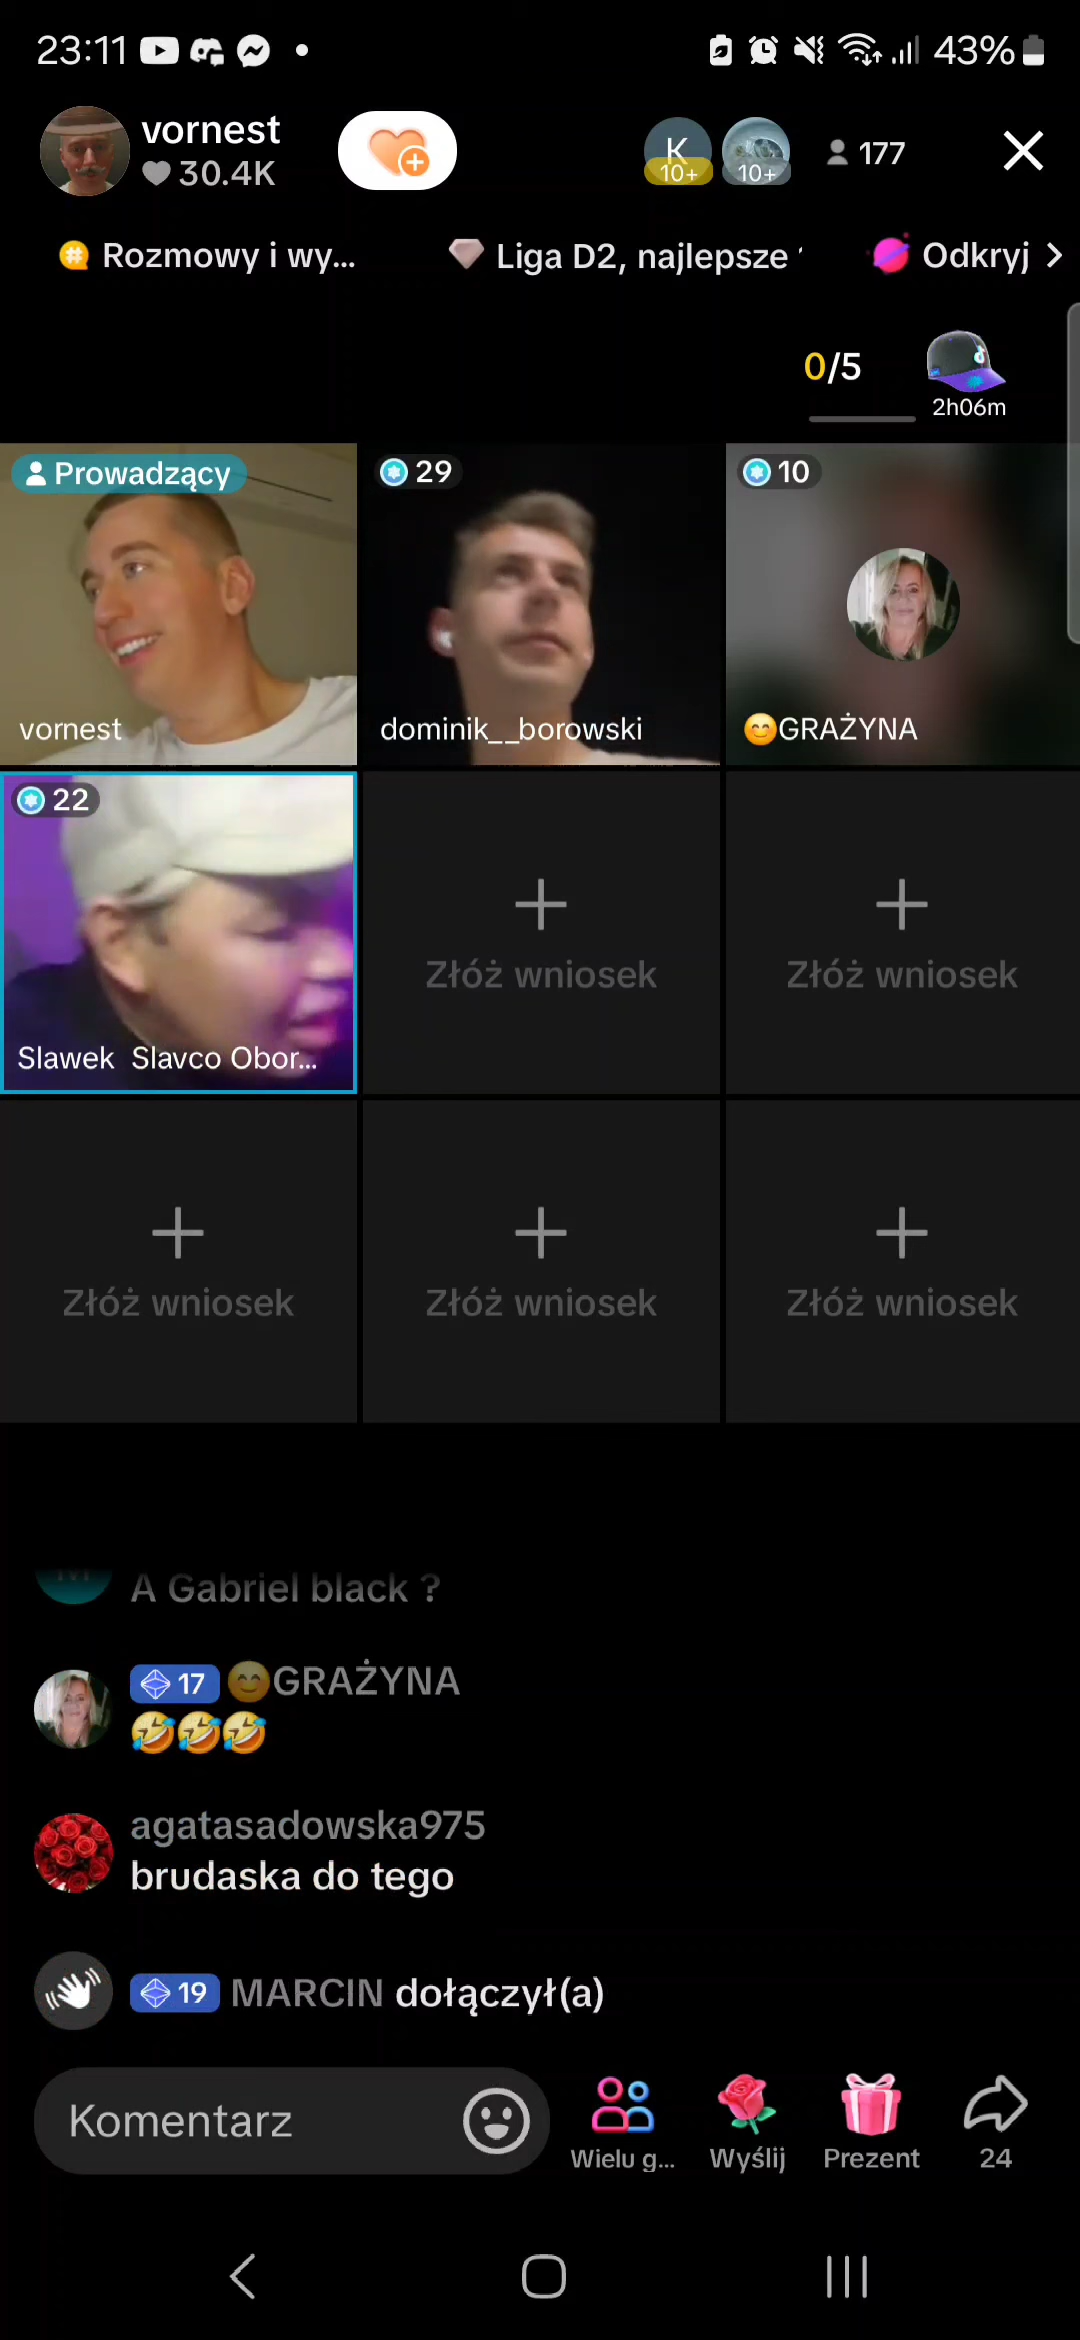 23:11
43%
vornest
30.4K
K
10+
10+
177
Rozmowy i wy...
Liga D2, najlepsze
Odkryj
0/5
2h06m
Prowadzący
29
10
vornest
dominik__borowski
😊GRAŻYNA
22
Slawek Slavco Obor...
Złóż wniosek
Złóż wniosek
Złóż wniosek
Złóż wniosek
Złóż wniosek
A Gabriel black ?
17 😊GRAŻYNA
🤣🤣🤣
agatasadowska975
brudaska do tego
19 MARCIN dołączył(a)
Komentarz
Wielu g...
Wyślij
Prezent
24